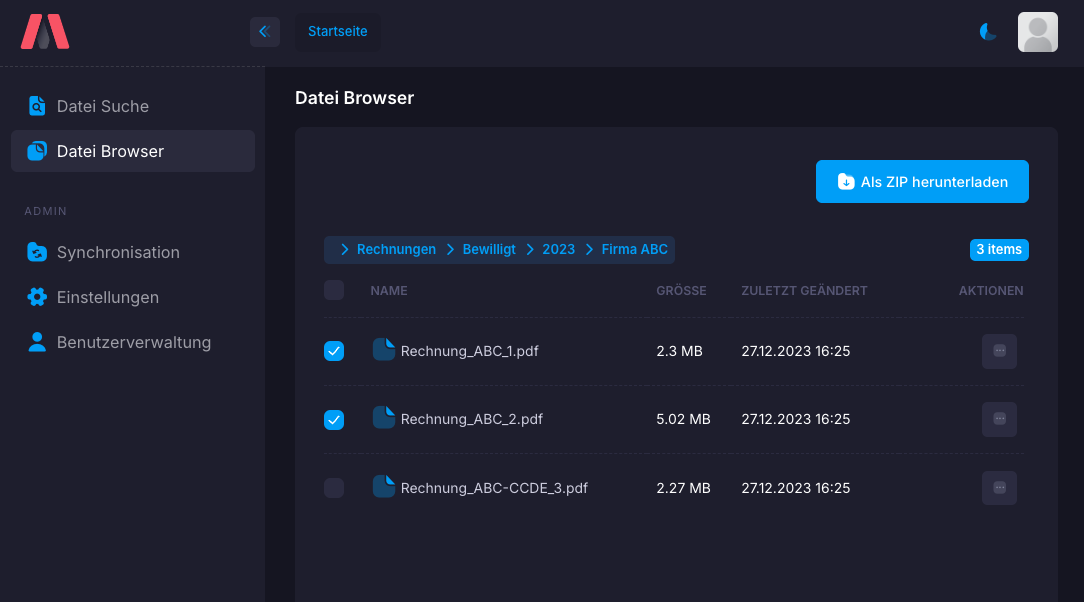 Startseite
Datei Suche
Datei Browser
ADMIN
Synchronisation
Einstellungen
Benutzerverwaltung
Datei Browser
Als ZIP herunterladen
Rechnungen Bewilligt 2023 Firma ABC
3 items
NAME GRÖSSE ZULETZT GEÄNDERT AKTIONEN
Rechnung_ABC_1.pdf 2.3 MB 27.12.2023 16:25
Rechnung_ABC_2.pdf 5.02 MB 27.12.2023 16:25
Rechnung_ABC-CCDE_3.pdf 2.27 MB 27.12.2023 16:25